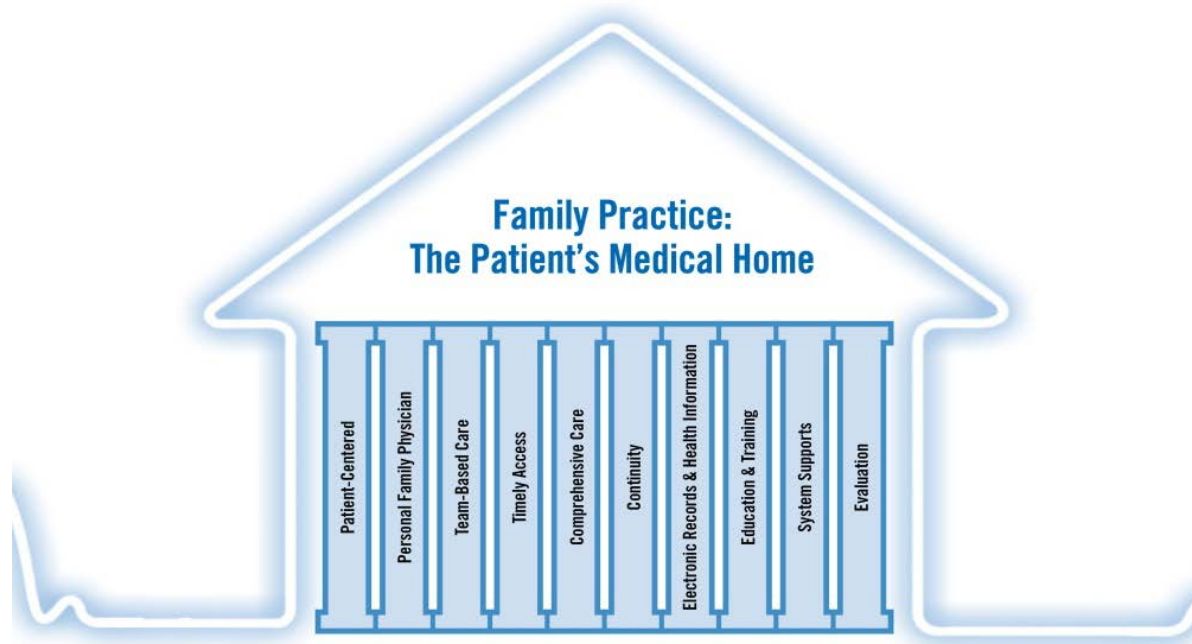 Family Practice:
The Patient's Medical Home
Patient-Centered
Personal Family Physician
Team-Based Care
Timely Access
Comprehensive Care
Continuity
Electronic Records & Health Information
Education & Training
System Supports
Evaluation